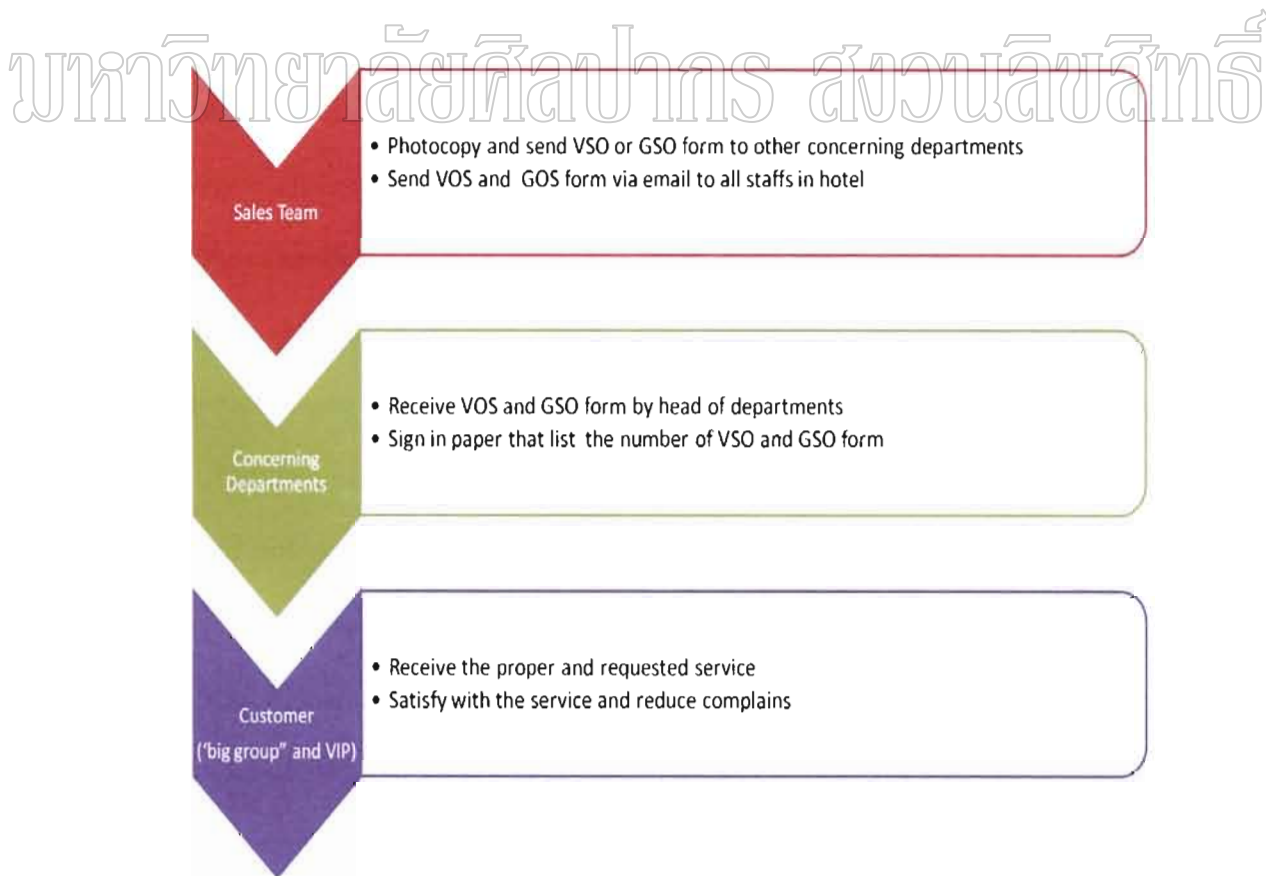 มหาวิทยาลัยศิลปากร สงวนลิขสิทธิ์
• Photocopy and send VSO or GSO form to other concerning departments
• Send VOS and GOS form via email to all staffs in hotel
Sales Team
• Receive VOS and GSO form by head of departments
• Sign in paper that list the number of VSO and GSO form
Concerning
Departments
• Receive the proper and requested service
• Satisfy with the service and reduce complains
Customer
('big group" and VIP)